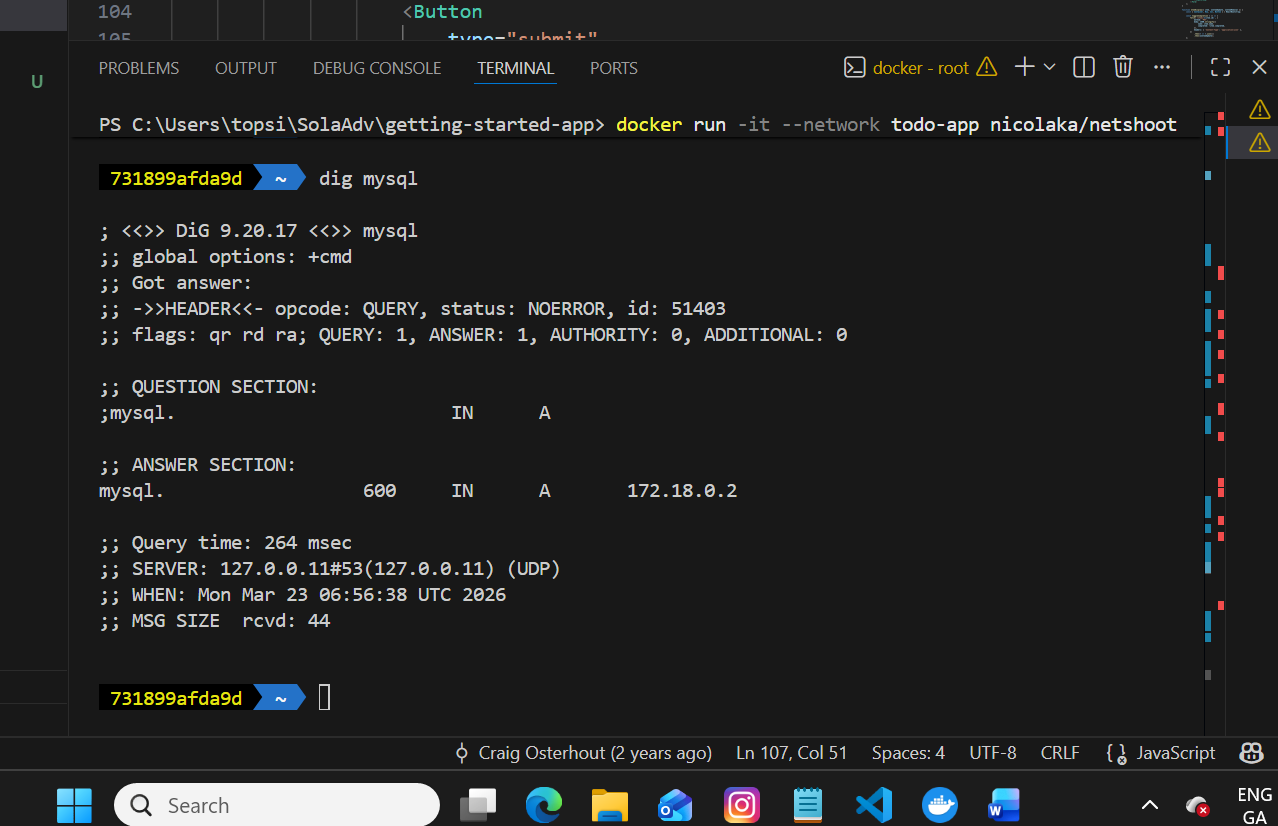 104 <Button
105 type="submit"
U
PROBLEMS OUTPUT DEBUG CONSOLE TERMINAL PORTS docker - root
PS C:\Users\topsi\SolaAdv\getting-started-app> docker run -it --network todo-app nicolaka/netshoot
731899afda9d ~ dig mysql
; <<>> DiG 9.20.17 <<>> mysql
;; global options: +cmd
;; Got answer:
;; ->>HEADER<<- opcode: QUERY, status: NOERROR, id: 51403
;; flags: qr rd ra; QUERY: 1, ANSWER: 1, AUTHORITY: 0, ADDITIONAL: 0
;; QUESTION SECTION:
;mysql. IN A
;; ANSWER SECTION:
mysql. 600 IN A 172.18.0.2
;; Query time: 264 msec
;; SERVER: 127.0.0.11#53(127.0.0.11) (UDP)
;; WHEN: Mon Mar 23 06:56:38 UTC 2026
;; MSG SIZE rcvd: 44
731899afda9d ~
Craig Osterhout (2 years ago) Ln 107, Col 51 Spaces: 4 UTF-8 CRLF {} JavaScript
Search
ENG
GA